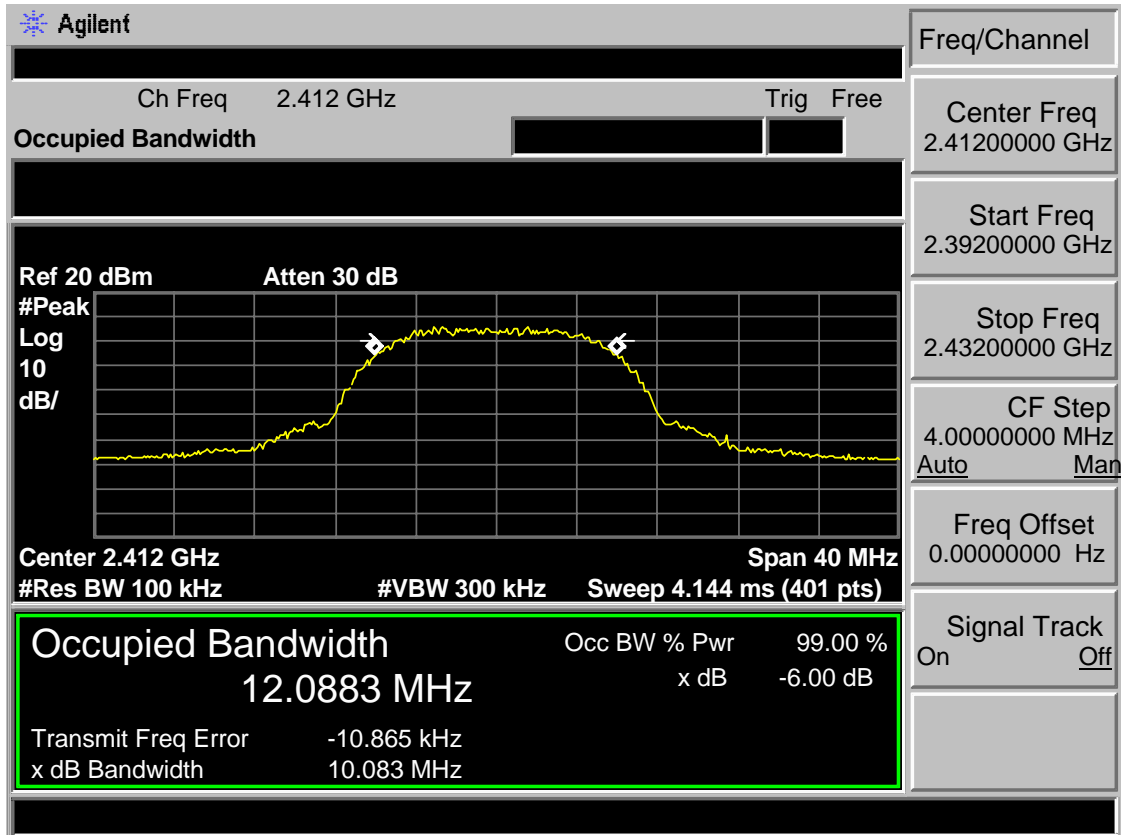 Agilent
Freq/Channel
Ch Freq 2.412 GHz Trig Free
Occupied Bandwidth
Center Freq
2.41200000 GHz
Start Freq
2.39200000 GHz
Stop Freq
2.43200000 GHz
CF Step
4.00000000 MHz
Auto Man
Freq Offset
0.00000000 Hz
Signal Track
On Off
Ref 20 dBm Atten 30 dB
#Peak
Log
10
dB/
Center 2.412 GHz Span 40 MHz
#Res BW 100 kHz #VBW 300 kHz Sweep 4.144 ms (401 pts)
Occupied Bandwidth Occ BW % Pwr 99.00 %
12.0883 MHz x dB -6.00 dB
Transmit Freq Error -10.865 kHz
x dB Bandwidth 10.083 MHz